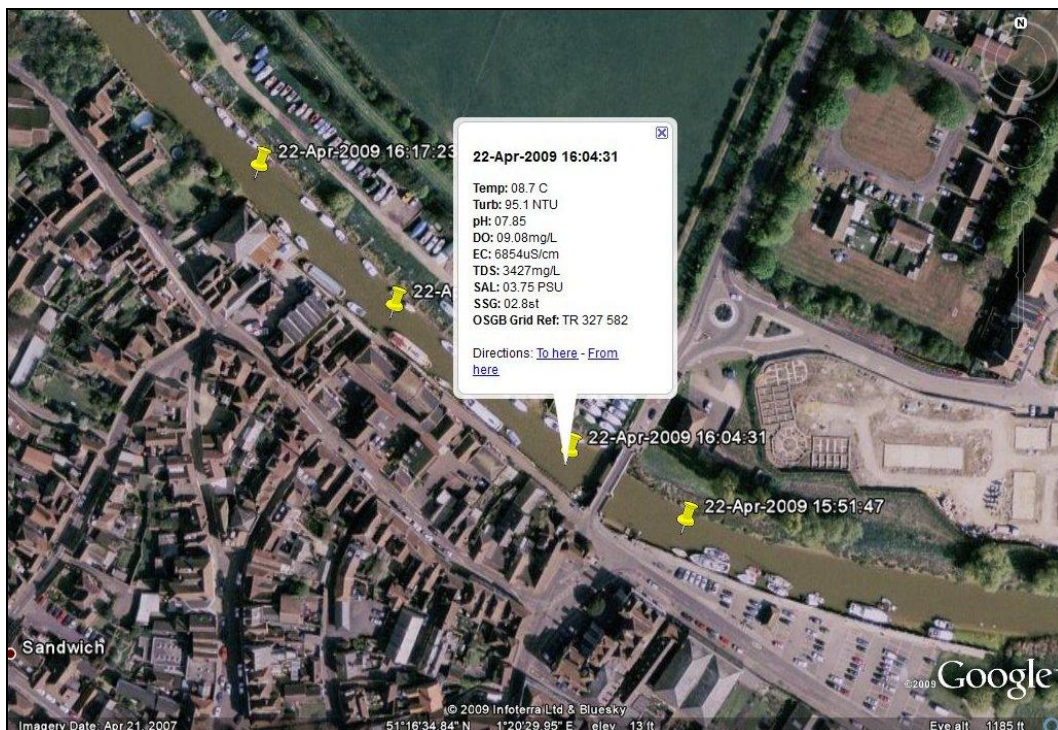 N
22-Apr-2009 16:17:23
22-A
22-Apr-2009 16:04:31
Temp: 08.7 C
Turb: 95.1 NTU
pH: 07.85
DO: 09.08mg/L
EC: 6854uS/cm
TDS: 3427mg/L
SAL: 03.75 PSU
SSG: 02.8st
OSGB Grid Ref: TR 327 582
Directions: To here - From
here
22-Apr-2009 16:04:31
22-Apr-2009 15:51:47
Sandwich
©2009 Google
© 2009 Infoterra Ltd & Bluesky
Imagery Date: Apr 21, 2007 51°16'34.84" N 1°20'29.95" E elev 13 ft Eye alt 1185 ft